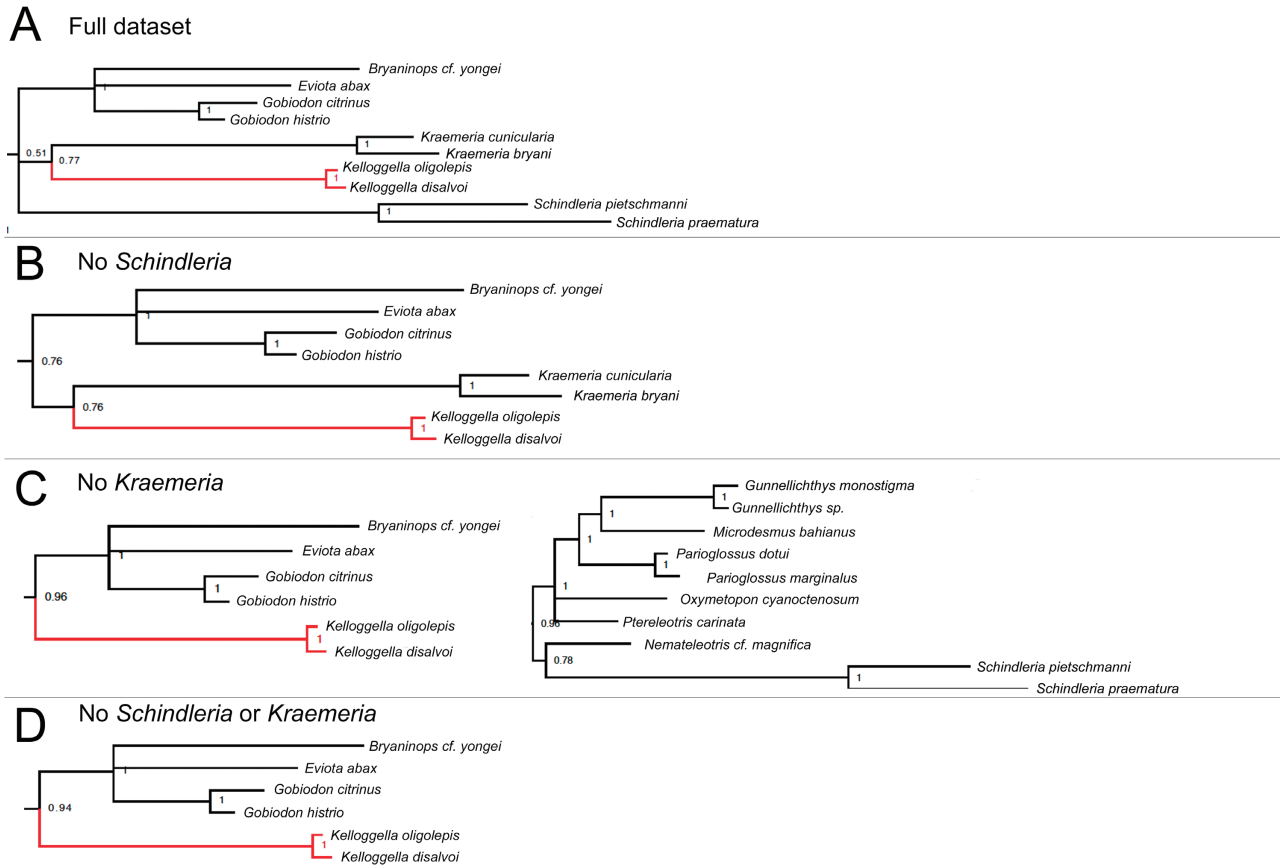 A Full dataset
Bryaninops cf. yongei
1
Eviota abax
Gobiodon citrinus
1
Gobiodon histrio
Kraemeria cunicularia
1
0.51
0.77
Kraemeria bryani
Kelloggella oligolepis
1
Kelloggella disalvoi
Schindleria pietschmanni
1
Schindleria praematura
B No Schindleria
Bryaninops cf. yongei
1
Eviota abax
Gobiodon citrinus
1
Gobiodon histrio
0.76
Kraemeria cunicularia
1
Kraemeria bryani
0.76
Kelloggella oligolepis
1
Kelloggella disalvoi
C No Kraemeria
Bryaninops cf. yongei
1
Eviota abax
Gobiodon citrinus
1
Gobiodon histrio
0.96
Kelloggella oligolepis
1
Kelloggella disalvoi
Gunnellichthys monostigma
1
Gunnellichthys sp.
1
Microdesmus bahianus
1
Parioglossus dotui
1
Parioglossus marginalus
1
Oxymetopon cyanoctenosum
Ptereleotris carinata
0.96
Nemateleotris cf. magnifica
0.78
Schindleria pietschmanni
1
Schindleria praematura
D No Schindleria or Kraemeria
Bryaninops cf. yongei
1
Eviota abax
Gobiodon citrinus
1
Gobiodon histrio
0.94
Kelloggella oligolepis
1
Kelloggella disalvoi